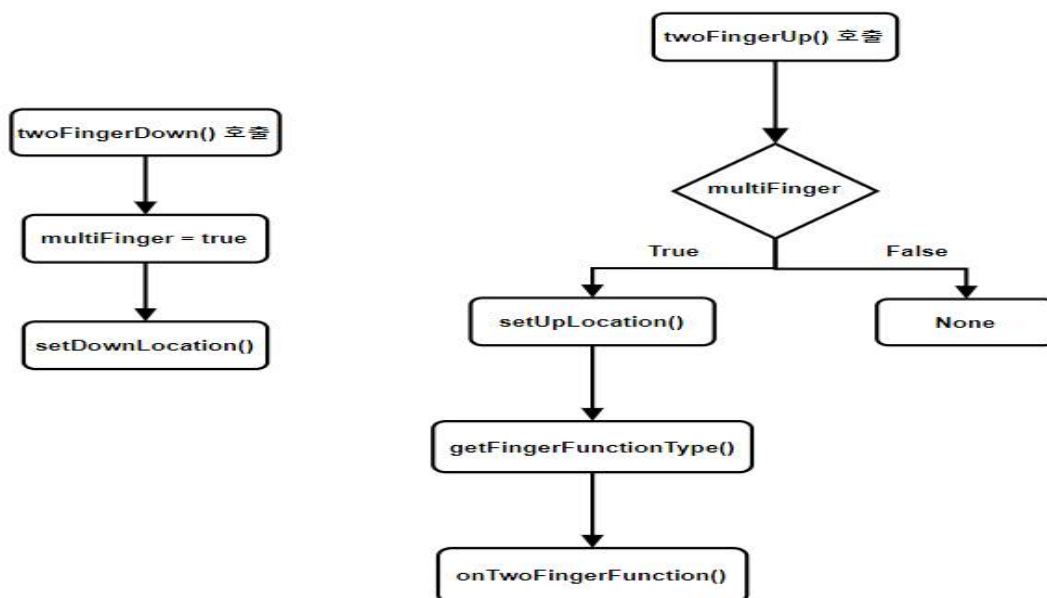 twoFingerDown() 호출
multiFinger = true
setDownLocation()
twoFingerUp() 호출
multiFinger
True
False
setUpLocation()
None
getFingerFunctionType()
onTwoFingerFunction()